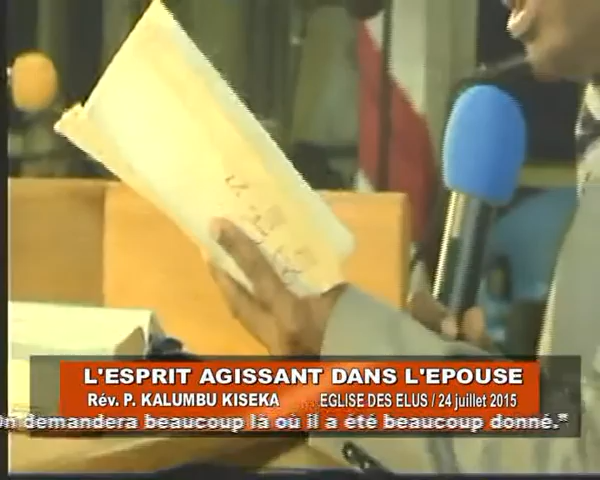 L'ESPRIT AGISSANT DANS L'EPOUSE
Rév. P. KALUMBU KISEKA EGLISE DES ELUS / 24 juillet 2015
On demandera beaucoup là où il a été beaucoup donné."